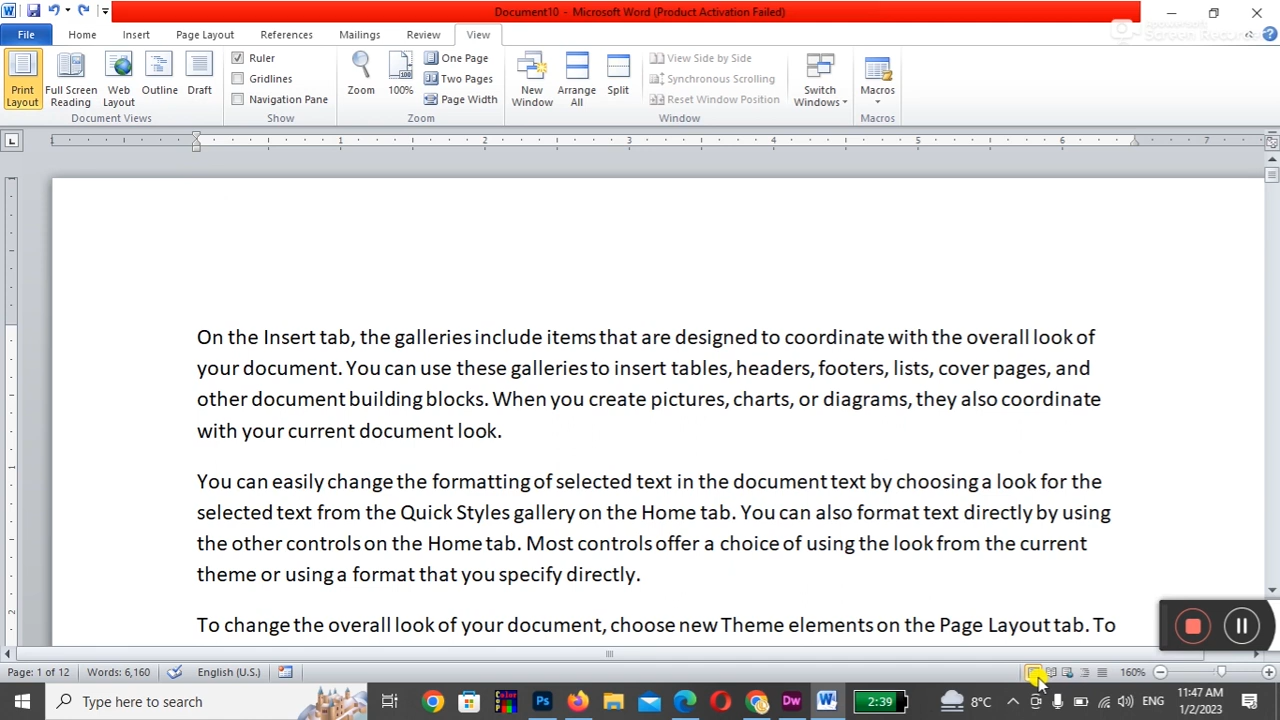 Document10 - Microsoft Word (Product Activation Failed)
File Home Insert Page Layout References Mailings Review View
Print Layout
Full Screen Reading
Web Layout
Outline
Draft
Document Views
Ruler
Gridlines
Navigation Pane
Show
Zoom
100%
One Page
Two Pages
Page Width
Zoom
New Window
Arrange All
Split
View Side by Side
Synchronous Scrolling
Reset Window Position
Window
Switch Windows
Macros
Macros
1 1 2 3 4 5 6 7
On the Insert tab, the galleries include items that are designed to coordinate with the overall look of
your document. You can use these galleries to insert tables, headers, footers, lists, cover pages, and
other document building blocks. When you create pictures, charts, or diagrams, they also coordinate
with your current document look.
You can easily change the formatting of selected text in the document text by choosing a look for the
selected text from the Quick Styles gallery on the Home tab. You can also format text directly by using
the other controls on the Home tab. Most controls offer a choice of using the look from the current
theme or using a format that you specify directly.
To change the overall look of your document, choose new Theme elements on the Page Layout tab. To
Page: 1 of 12 Words: 6,160 English (U.S.) 160%
Type here to search
2:39
8°C
ENG
11:47 AM
1/2/2023